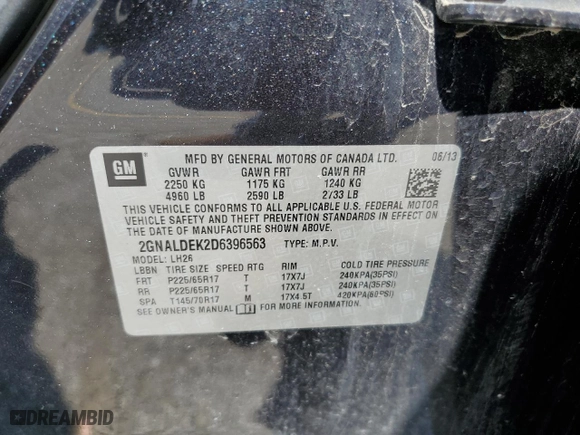 GM
MFD BY GENERAL MOTORS OF CANADA LTD. 06/13
GVWR GAWR FRT GAWR RR
2250 KG 1175 KG 1240 KG
4960 LB 2590 LB 2733 LB
THIS VEHICLE CONFORMS TO ALL APPLICABLE U.S. FEDERAL MOTOR
VEHICLE SAFETY AND THEFT PREVENTION STANDARDS IN EFFECT ON
THE DATE OF MANUFACTURE SHOWN ABOVE.
2GNALDEK2D6396563 TYPE: M.P.V.
MODEL: LH26
LBBN TIRE SIZE SPEED RTG RIM COLD TIRE PRESSURE
FRT P225/65R17 T 17X7J 240KPA(35PSI)
RR P225/65R17 T 17X7J 240KPA(35PSI)
SPA T145/70R17 M 17X4.5T 420KPA(60PSI)
SEE OWNER'S MANUAL FOR MORE INFORMATION.
DREAMBID